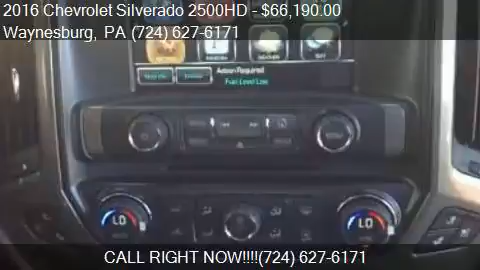 2016 Chevrolet Silverado 2500HD - $66,190.00
Waynesburg, PA (724) 627-6171
Action Required
Fuel Level Low
LO
LO
CALL RIGHT NOW!!!!(724) 627-6171